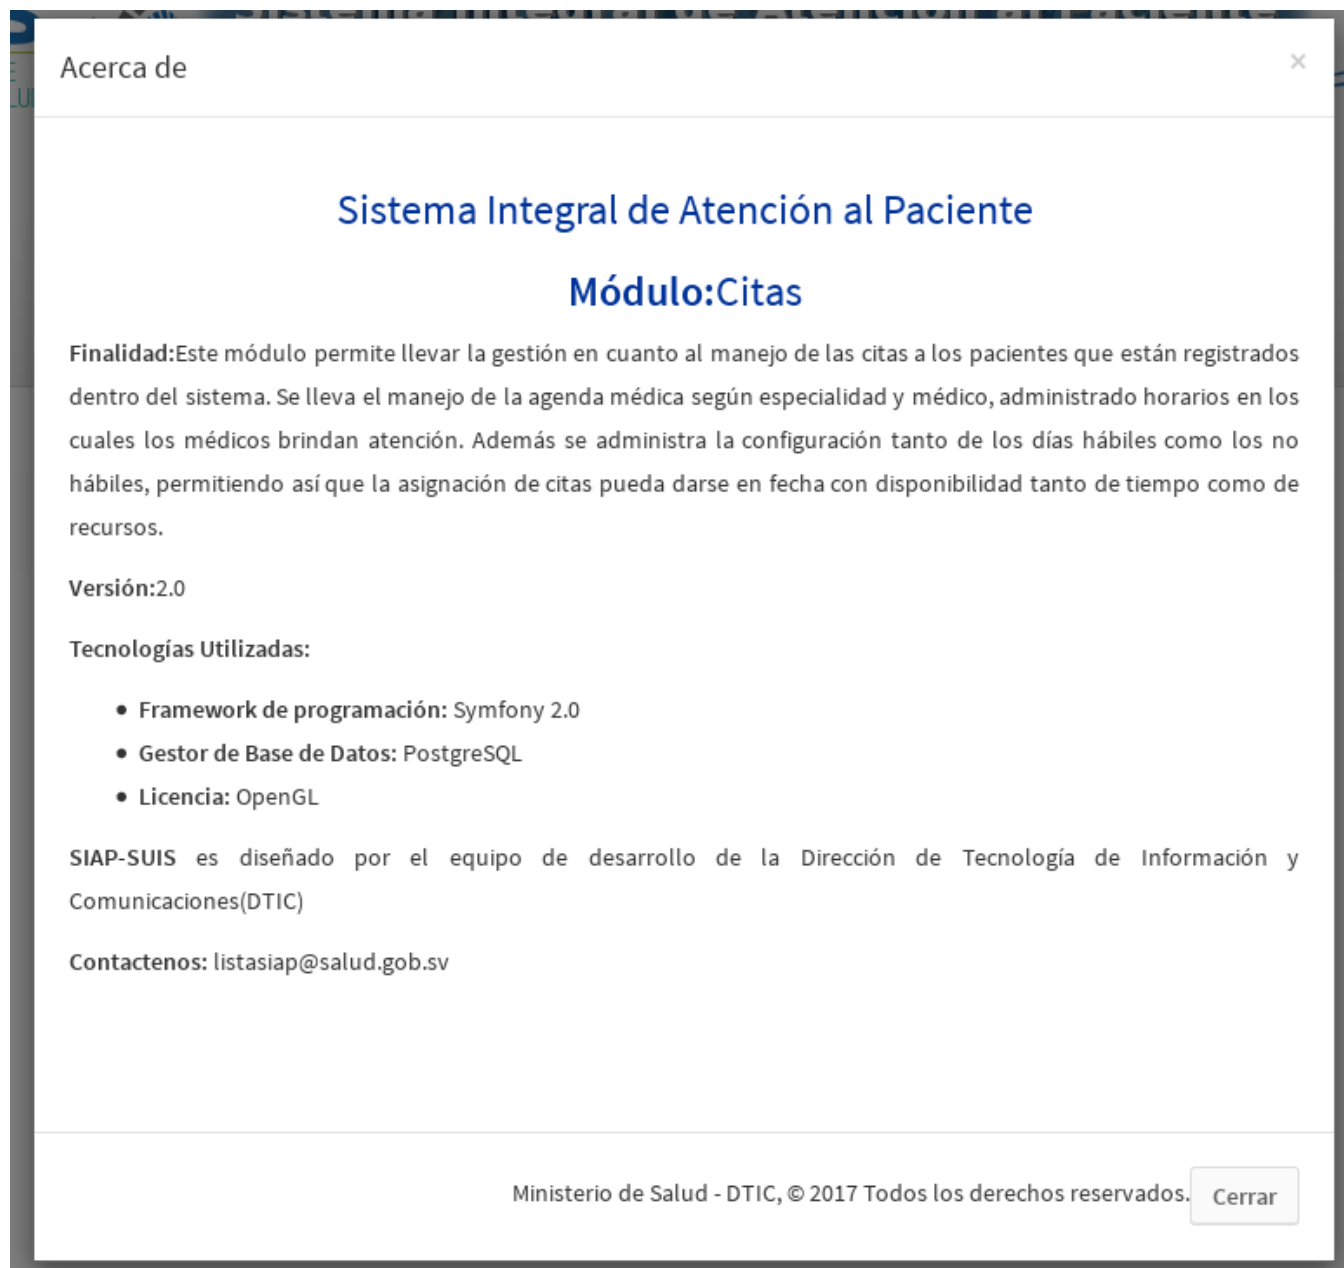 Sistema Integral de Atención al Paciente
Acerca de
×
Sistema Integral de Atención al Paciente
Módulo:Citas
Finalidad:Este módulo permite llevar la gestión en cuanto al manejo de las citas a los pacientes que están registrados
dentro del sistema. Se lleva el manejo de la agenda médica según especialidad y médico, administrado horarios en los
cuales los médicos brindan atención. Además se administra la configuración tanto de los días hábiles como los no
hábiles, permitiendo así que la asignación de citas pueda darse en fecha con disponibilidad tanto de tiempo como de
recursos.
Versión:2.0
Tecnologías Utilizadas:
• Framework de programación: Symfony 2.0
• Gestor de Base de Datos: PostgreSQL
• Licencia: OpenGL
SIAP-SUIS es diseñado por el equipo de desarrollo de la Dirección de Tecnología de Información y
Comunicaciones(DTIC)
Contactenos: listasiap@salud.gob.sv
Ministerio de Salud - DTIC, © 2017 Todos los derechos reservados.
Cerrar